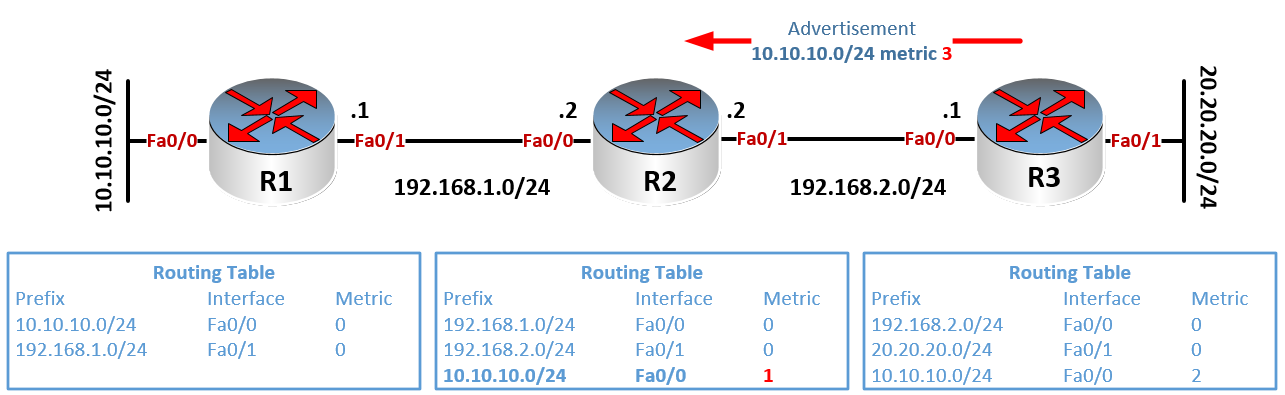 Advertisement
10.10.10.0/24 metric 3
10.10.10.0/24
Fa0/0
R1
.1
Fa0/1
192.168.1.0/24
.2
Fa0/0
R2
.2
Fa0/1
192.168.2.0/24
.1
Fa0/0
R3
Fa0/1
20.20.20.0/24
Routing Table
Prefix Interface Metric
10.10.10.0/24 Fa0/0 0
192.168.1.0/24 Fa0/1 0
Routing Table
Prefix Interface Metric
192.168.1.0/24 Fa0/0 0
192.168.2.0/24 Fa0/1 0
10.10.10.0/24 Fa0/0 1
Routing Table
Prefix Interface Metric
192.168.2.0/24 Fa0/0 0
20.20.20.0/24 Fa0/1 0
10.10.10.0/24 Fa0/0 2